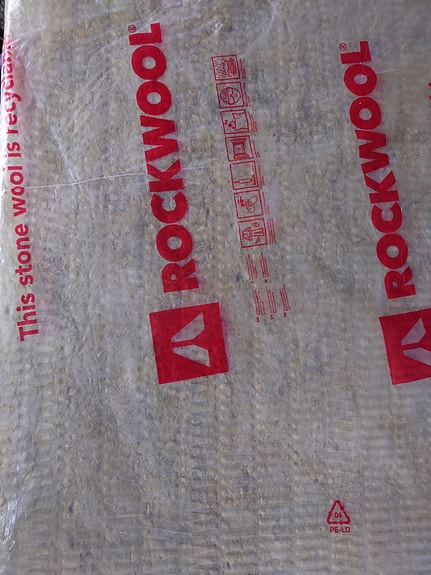 This stone wool is recyclable
ROCKWOOL®
ROCKWOOL®
04
PE-LD